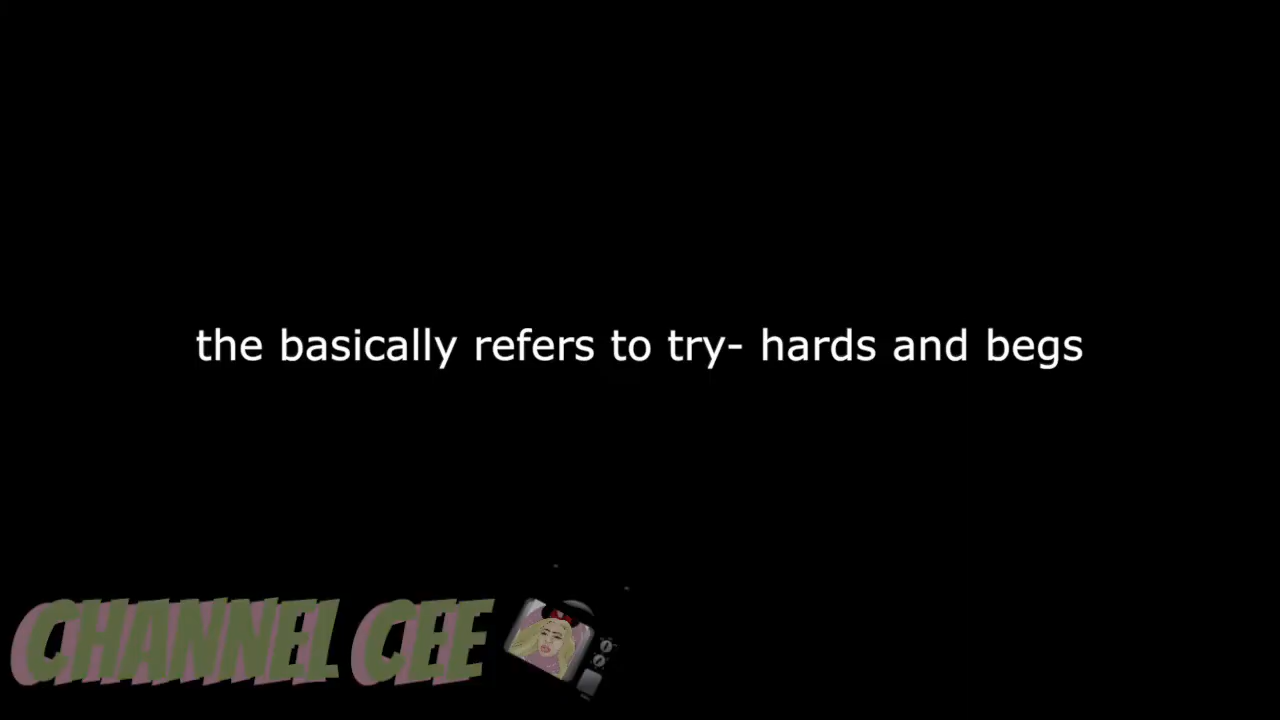 the basically refers to try- hards and begs
CHANNEL CEE